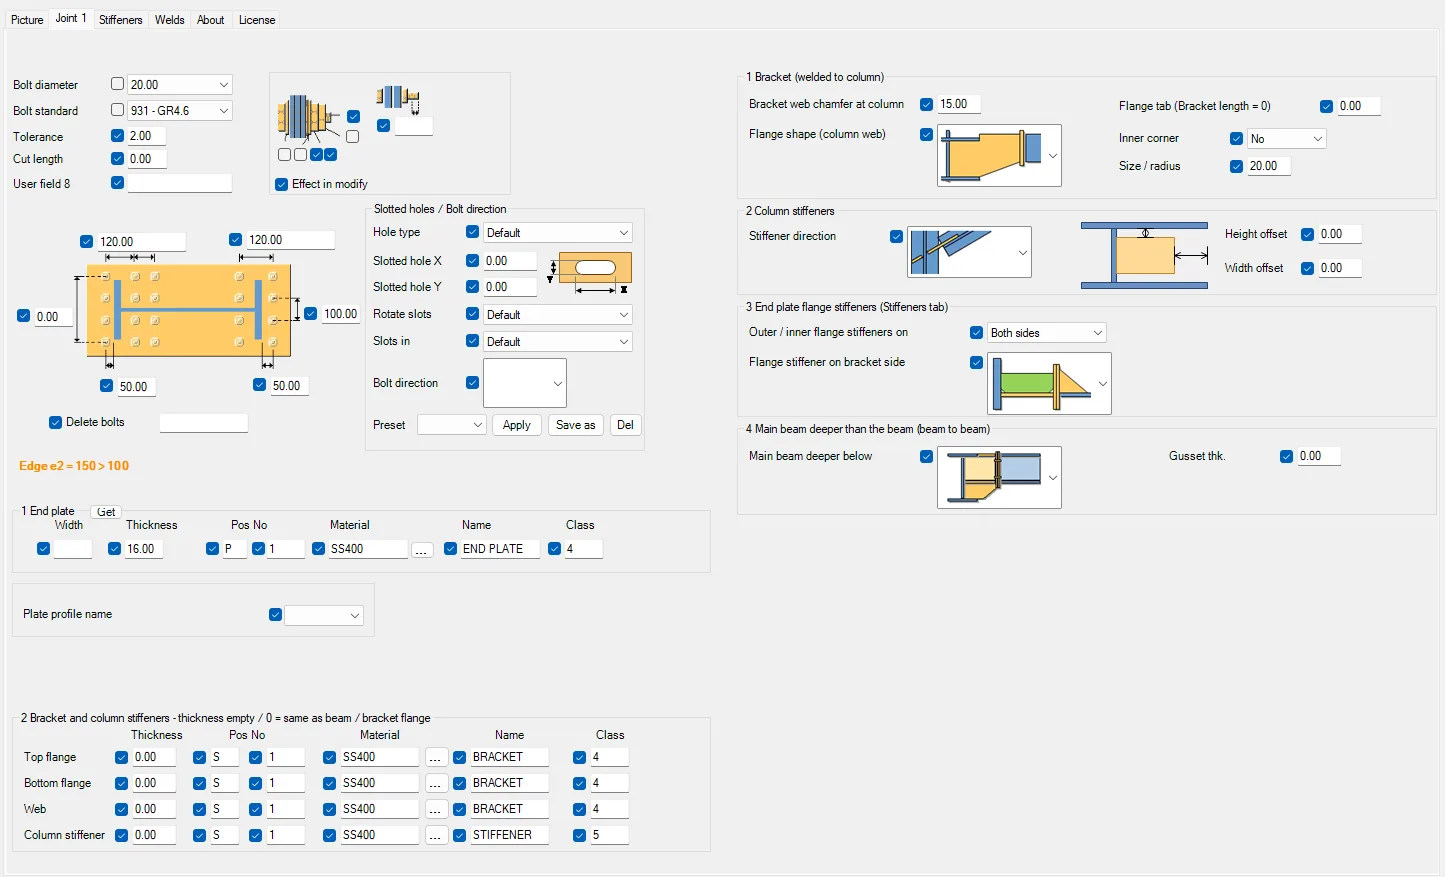 Picture Joint 1 Stiffeners Welds About License
Bolt diameter 20.00
Bolt standard 931 - GR4.6
Tolerance 2.00
Cut length 0.00
User field 8
Effect in modify
120.00 120.00
0.00 100.00
50.00 50.00
Delete bolts
Edge e2 = 150 > 100
Slotted holes / Bolt direction
Hole type Default
Slotted hole X 0.00
Slotted hole Y 0.00
Y X
Rotate slots Default
Slots in Default
Bolt direction
Preset Apply Save as Del
1 End plate Get
Width Thickness Pos No Material Name Class
16.00 P 1 SS400 ... END PLATE 4
Plate profile name
2 Bracket and column stiffeners - thickness empty / 0 = same as beam / bracket flange
Thickness Pos No Material Name Class
Top flange 0.00 S 1 SS400 ... BRACKET 4
Bottom flange 0.00 S 1 SS400 ... BRACKET 4
Web 0.00 S 1 SS400 ... BRACKET 4
Column stiffener 0.00 S 1 SS400 ... STIFFENER 5
1 Bracket (welded to column)
Bracket web chamfer at column 15.00 Flange tab (Bracket length = 0) 0.00
Flange shape (column web) Inner corner No
Size / radius 20.00
2 Column stiffeners
Stiffener direction Height offset 0.00
Width offset 0.00
3 End plate flange stiffeners (Stiffeners tab)
Outer / inner flange stiffeners on Both sides
Flange stiffener on bracket side
4 Main beam deeper than the beam (beam to beam)
Main beam deeper below Gusset thk. 0.00